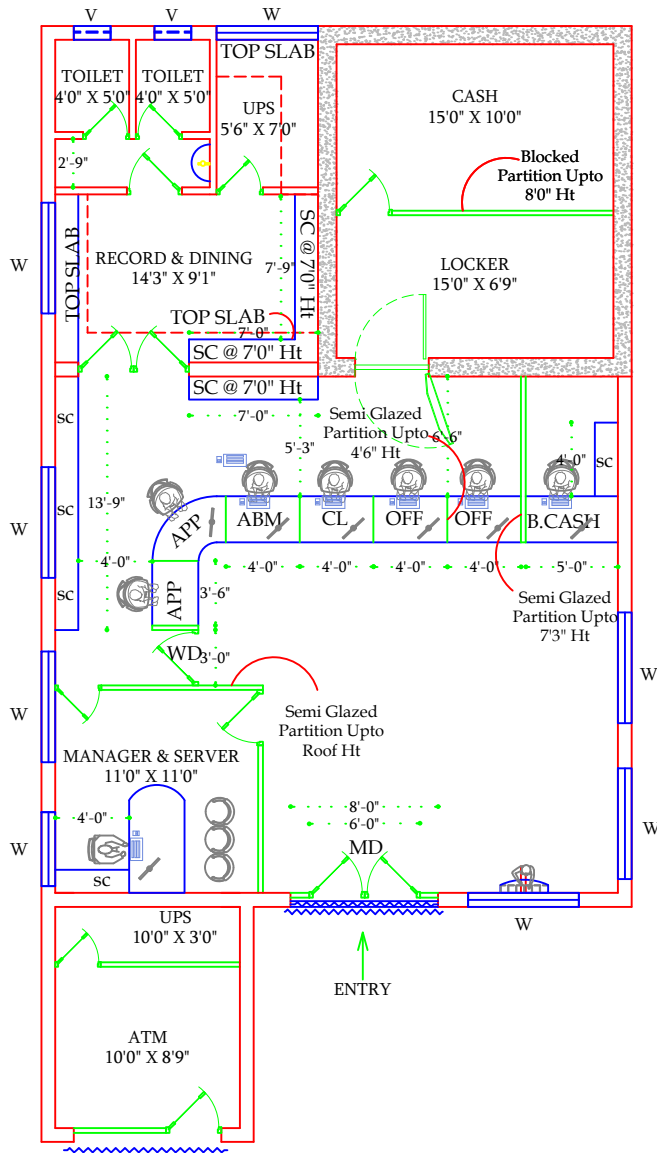 V
V
W
TOILET
4'0" X 5'0"
TOILET
4'0" X 5'0"
TOP SLAB
UPS
5'6" X 7'0"
CASH
15'0" X 10'0"
2'-9"
Blocked
Partition Upto
8'0" Ht
W
TOP SLAB
RECORD & DINING
14'3" X 9'1"
7'-9"
SC @ 7'0" Ht
LOCKER
15'0" X 6'9"
TOP SLAB
7'-0"
SC @ 7'0" Ht
SC @ 7'0" Ht
7'-0"
sc
Semi Glazed
Partition Upto
4'6" Ht
5'-3"
6'-6"
4'-0"
sc
13'-9"
W
sc
APP
ABM
CL
OFF
OFF
B.CASH
4'-0"
4'-0"
4'-0"
4'-0"
4'-0"
5'-0"
sc
APP
3'-6"
Semi Glazed
Partition Upto
7'3" Ht
WD
3'-0"
W
W
Semi Glazed
Partition Upto
Roof Ht
MANAGER & SERVER
11'0" X 11'0"
8'-0"
4'-0"
6'-0"
W
W
MD
sc
W
UPS
10'0" X 3'0"
ENTRY
ATM
10'0" X 8'9"